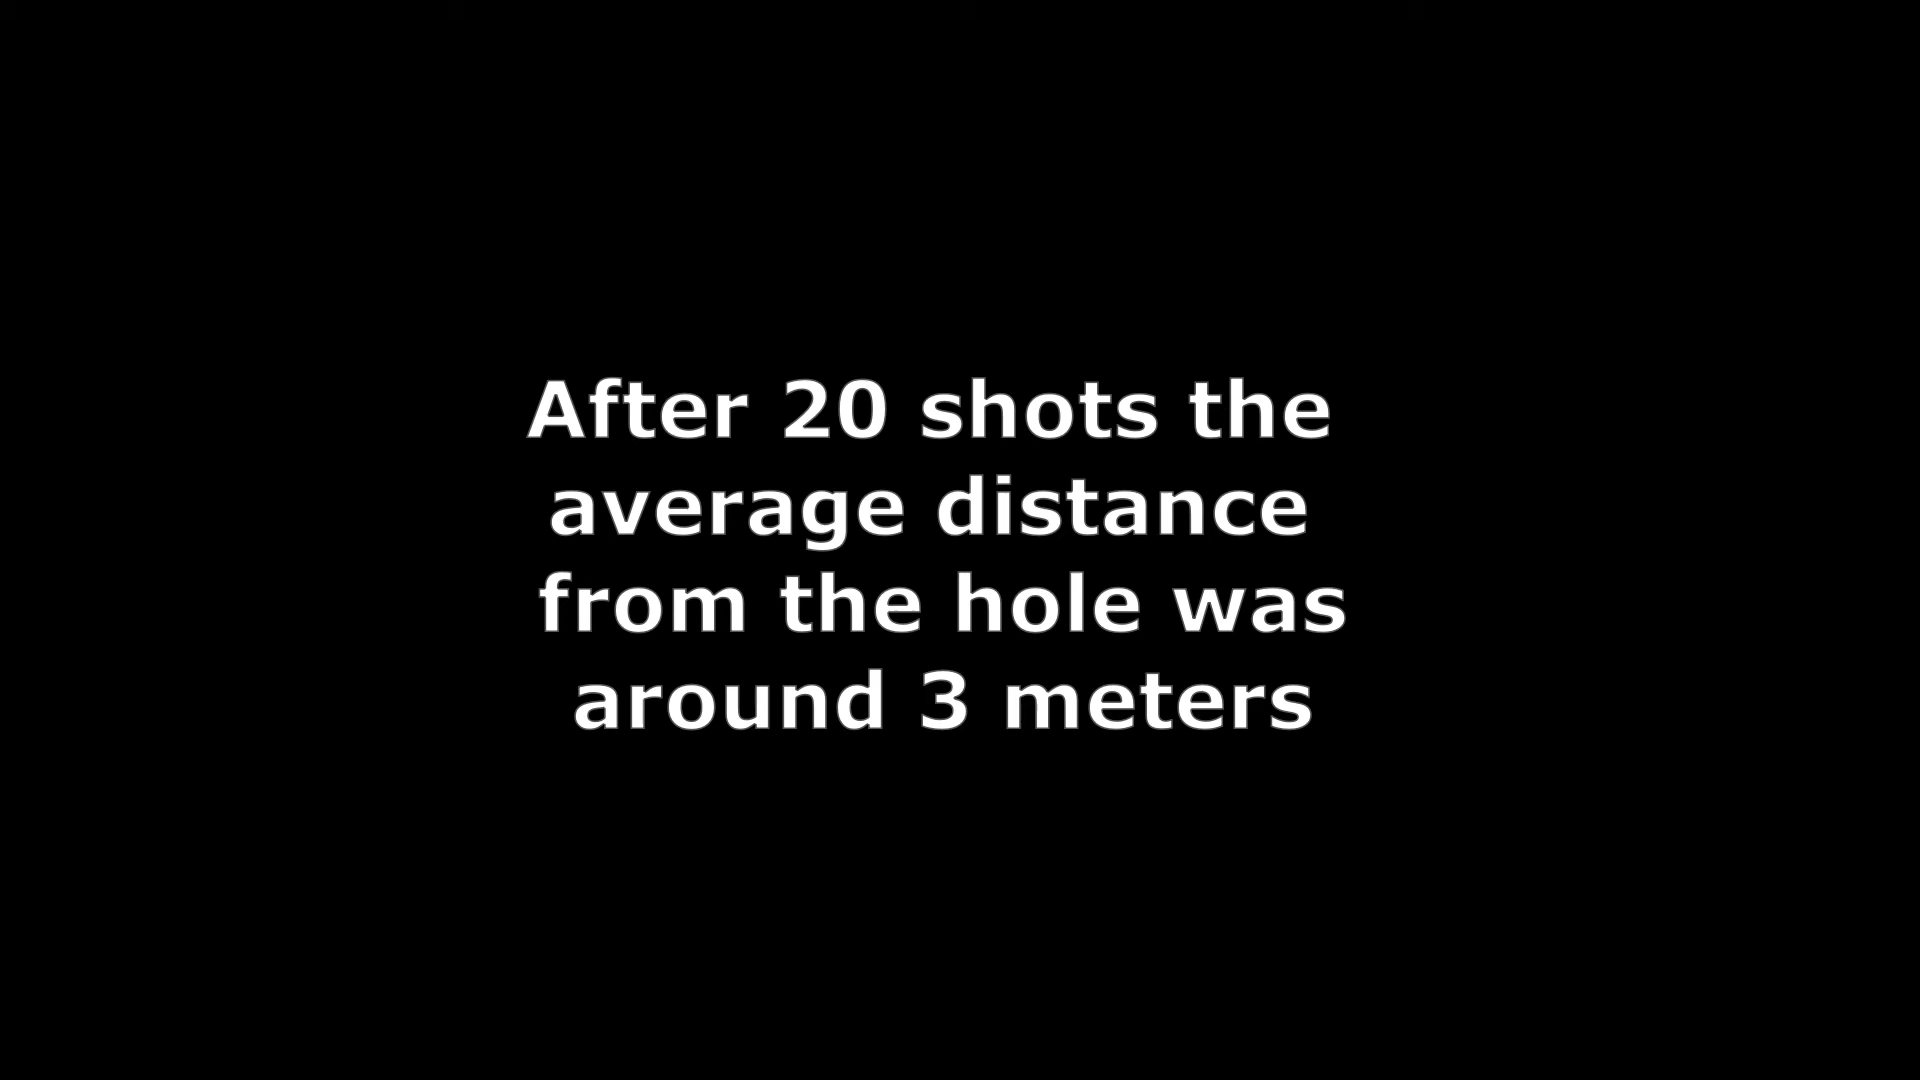 After 20 shots the
average distance
from the hole was
around 3 meters